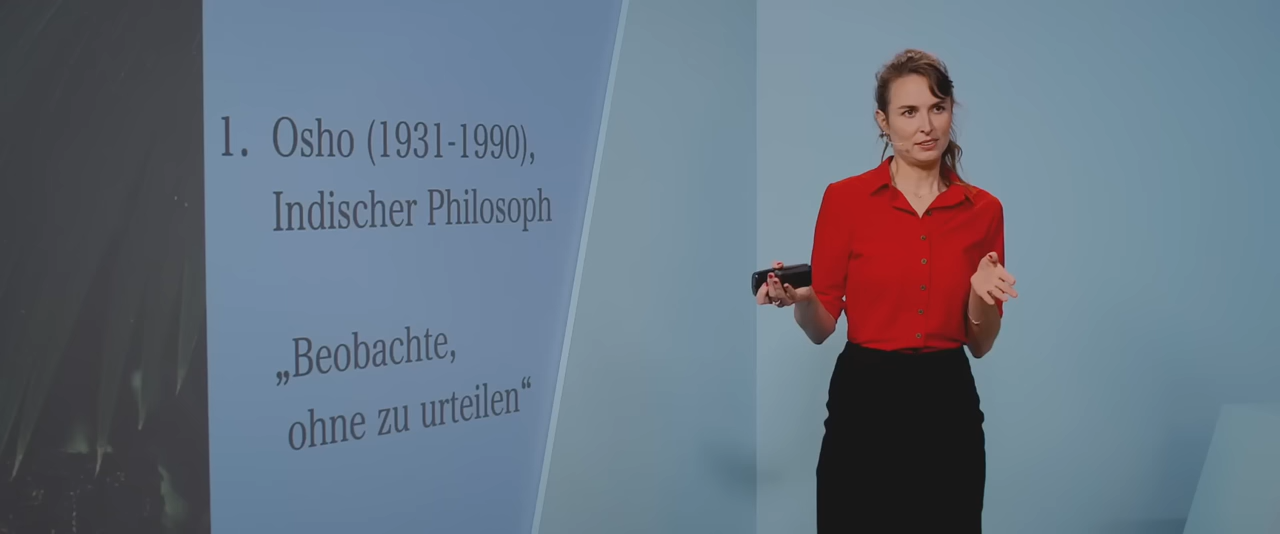 1. Osho (1931-1990),
Indischer Philosoph
„Beobachte,
ohne zu urteilen“